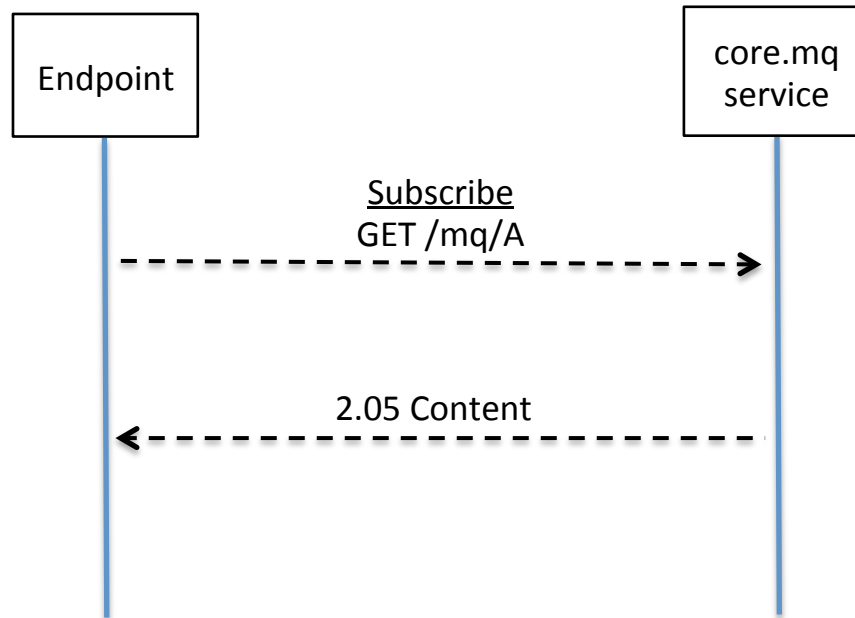 Endpoint
core.mq
service
Subscribe
GET /mq/A
2.05 Content